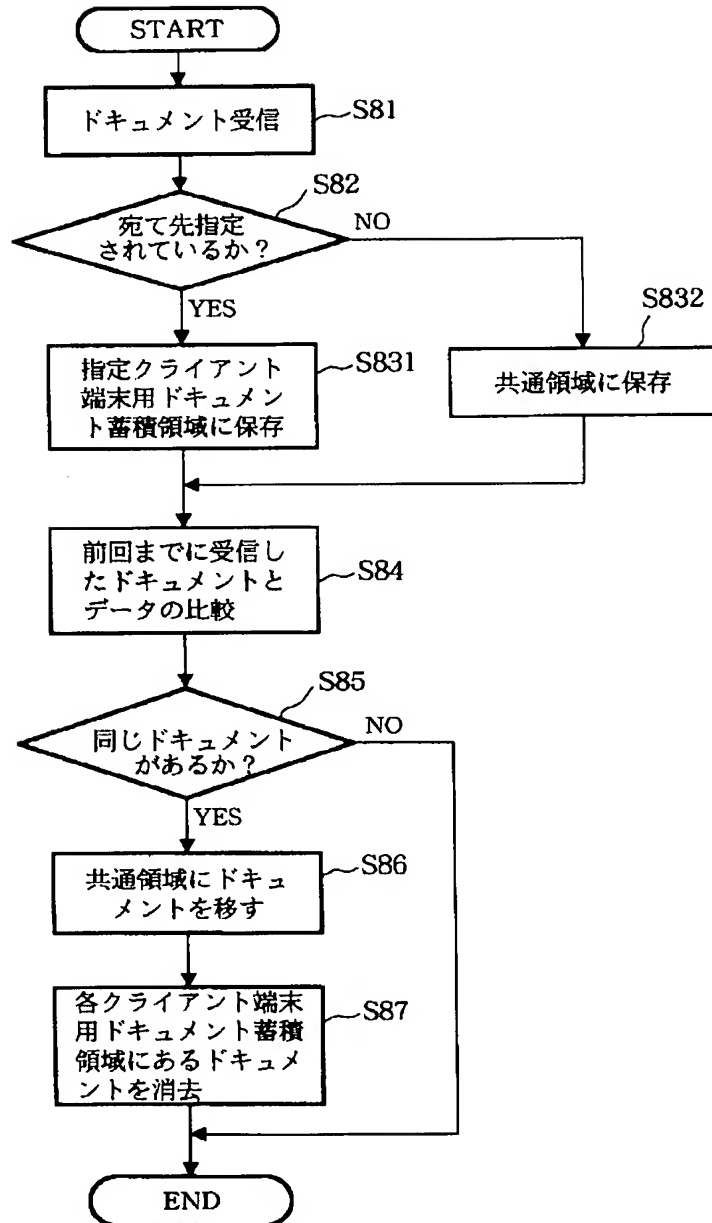 START
ドキュメント受信
S81
S82
宛て先指定
されているか？
NO
YES
S832
指定クライアント
端末用ドキュメン
ト蓄積領域に保存
S831
共通領域に保存
前回までに受信し
たドキュメントと
データの比較
S84
S85
同じドキュメント
があるか？
NO
YES
共通領域にドキュ
メントを移す
S86
各クライアント端末
用ドキュメント蓄積
領域にあるドキュメ
ントを消去
S87
END